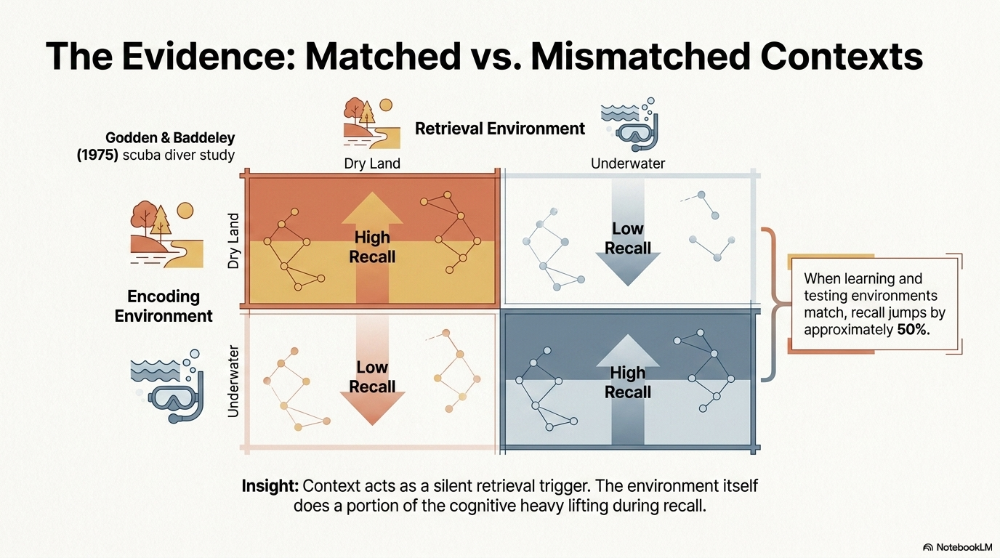 The Evidence: Matched vs. Mismatched Contexts
Godden & Baddeley
(1975) scuba diver study
Retrieval Environment
Dry Land
Underwater
Encoding
Environment
Dry Land
High
Recall
Low
Recall
Underwater
Low
Recall
High
Recall
When learning and
testing environments
match, recall jumps by
approximately 50%.
Insight: Context acts as a silent retrieval trigger. The environment itself
does a portion of the cognitive heavy lifting during recall.
NotebookLM